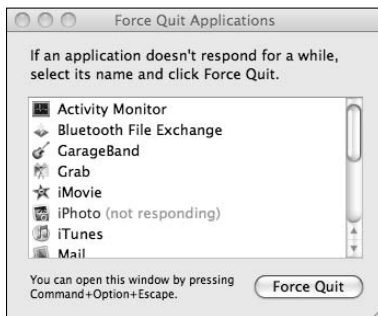 Force Quit Applications
If an application doesn't respond for a while,
select its name and click Force Quit.
Activity Monitor
Bluetooth File Exchange
GarageBand
Grab
iMovie
iPhoto (not responding)
iTunes
Mail
You can open this window by pressing
Command+Option+Escape.
Force Quit